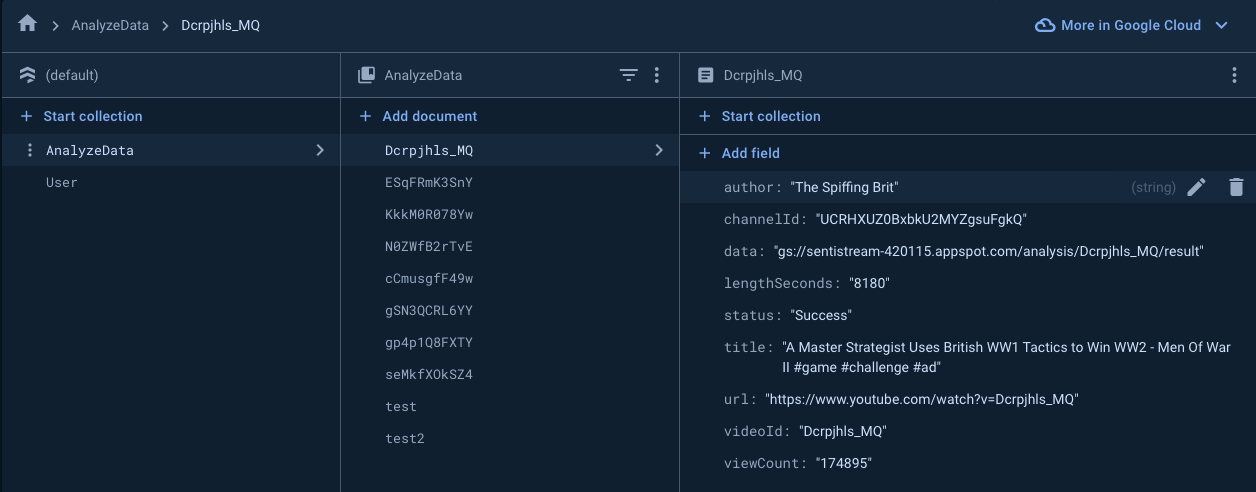 AnalyzeData > Dcrpjhls_MQ
More in Google Cloud
(default)
AnalyzeData
Dcrpjhls_MQ
+ Start collection
+ Add document
+ Start collection
AnalyzeData
User
Dcrpjhls_MQ
ESqFRmK3SnY
KkkM0R078Yw
N0ZWfB2rTvE
cCmusgfF49w
gSN3QCRL6YY
gp4p1Q8FXTY
seMkfXOkSZ4
test
test2
+ Add field
author: "The Spiffing Brit"
(string)
channelId: "UCRHXUZ0BxbkU2MYZgsuFgkQ"
data: "gs://sentistream-420115.appspot.com/analysis/Dcrpjhls_MQ/result"
lengthSeconds: "8180"
status: "Success"
title: "A Master Strategist Uses British WW1 Tactics to Win WW2 - Men Of War
II #game #challenge #ad"
url: "https://www.youtube.com/watch?v=Dcrpjhls_MQ"
videoId: "Dcrpjhls_MQ"
viewCount: "174895"